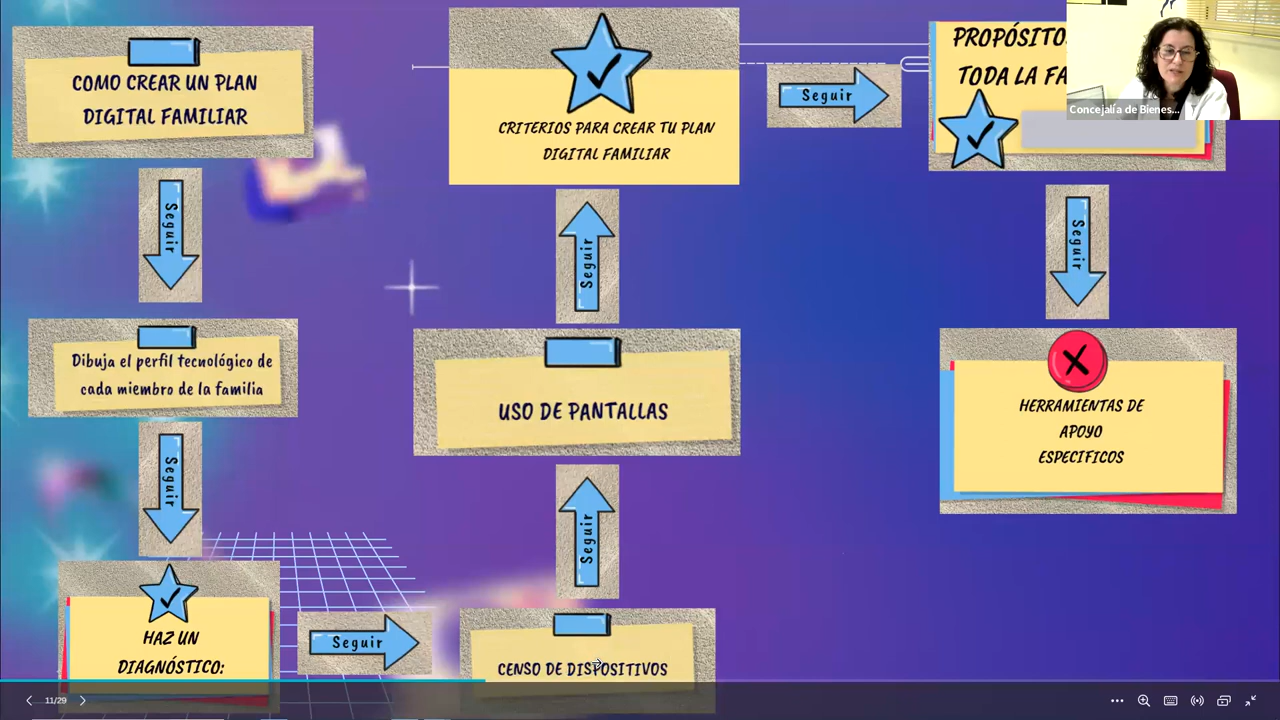 COMO CREAR UN PLAN
DIGITAL FAMILIAR
Seguir
Dibuja el perfil tecnológico de
cada miembro de la familia
Seguir
HAZ UN
DIAGNÓSTICO:
Seguir
CENSO DE DISPOSITIVOS
Seguir
USO DE PANTALLAS
Seguir
CRITERIOS PARA CREAR TU PLAN
DIGITAL FAMILIAR
Seguir
PROPÓSITO
TODA LA FA
Concejalía de Bienes...
Seguir
HERRAMIENTAS DE
APOYO
ESPECIFICOS
11/29